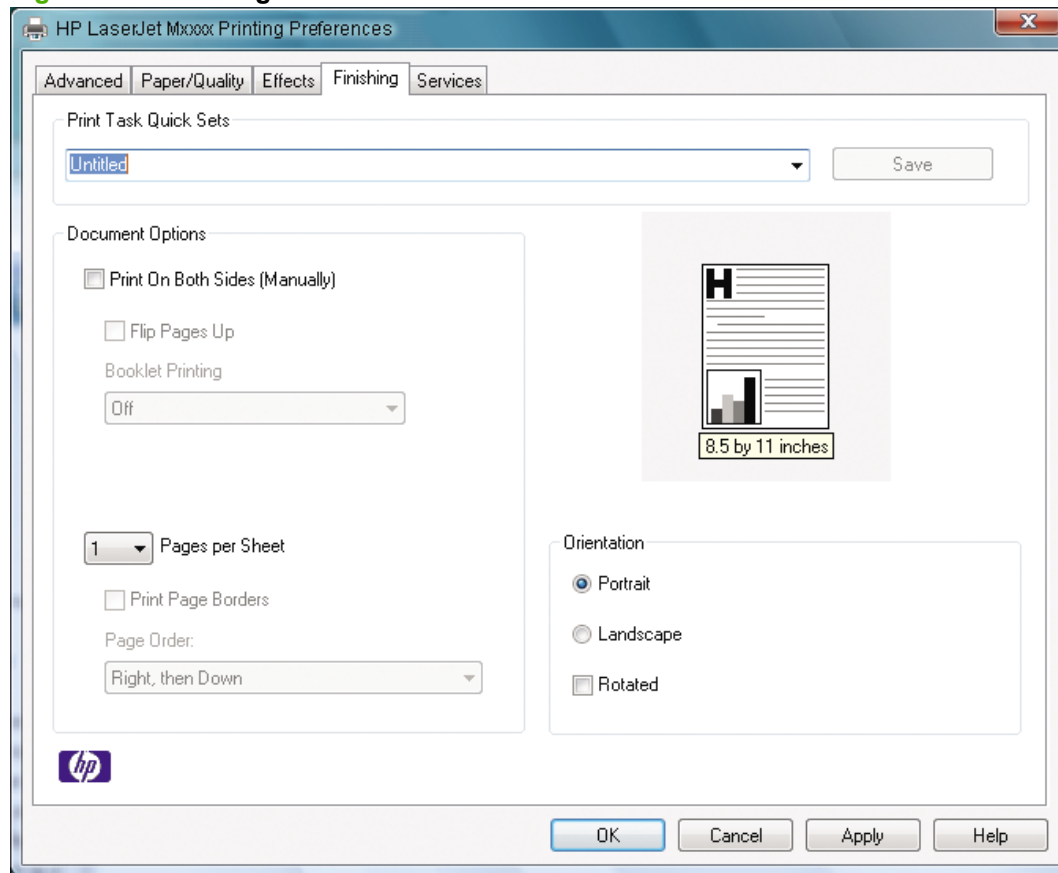 HP LaserJet Mxxxx Printing Preferences
X
Advanced Paper/Quality Effects Finishing Services
Print Task Quick Sets
Untitled
Save
Document Options
Print On Both Sides (Manually)
Flip Pages Up
Booklet Printing
Off
H
8.5 by 11 inches
1 Pages per Sheet
Print Page Borders
Page Order:
Right, then Down
Orientation
Portrait
Landscape
Rotated
hp
OK Cancel Apply Help